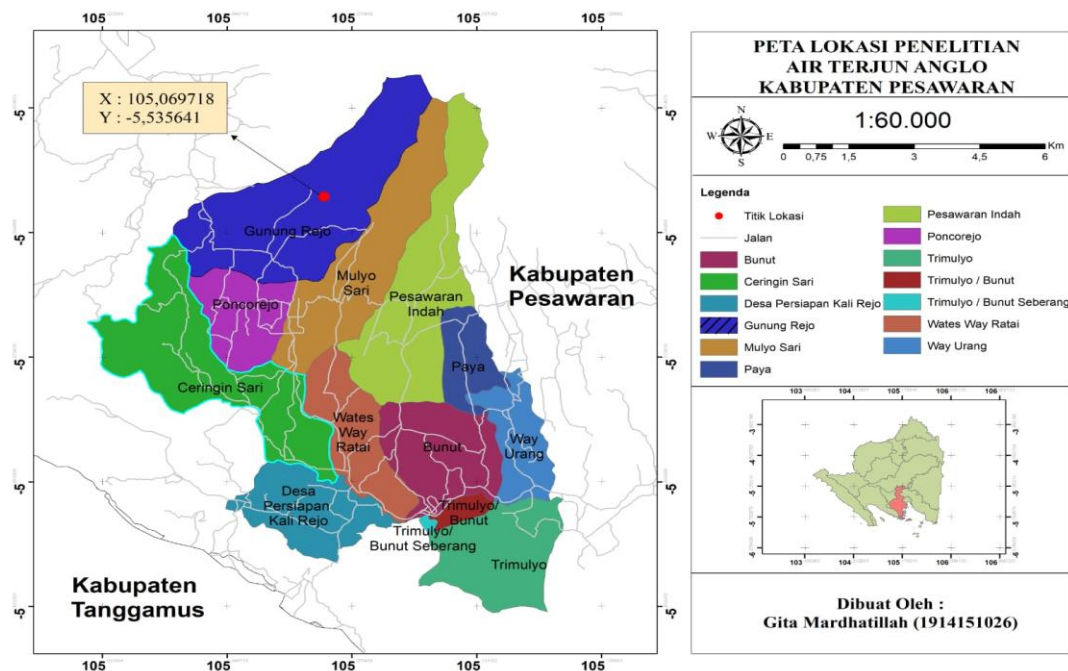 105 105 105 105 105
X : 105,069718
Y : -5,535641
-5
-5
-5
-5
-5
Gunung Rejo
Mulyo
Sari
Poncorejo
Pesawaran
Indah
Kabupaten
Pesawaran
Paya
Ceringin Sari
Wates
Way
Ratai
Bunut
Way
Urang
Desa
Persiapan
Kali Rejo
Trimulyo/
Bunut
Trimulyo/
Bunut Seberang
Trimulyo
Kabupaten
Tanggamus
-5
-5
-5
-5
-5
105 105 105 105 105
PETA LOKASI PENELITIAN
AIR TERJUN ANGLO
KABUPATEN PESAWARAN
N
W E
S
1:60.000
Km
0 0,75 1,5 3 4,5 6
Legenda
Titik Lokasi
Jalan
Bunut
Ceringin Sari
Desa Persiapan Kali Rejo
Gunung Rejo
Mulyo Sari
Paya
Pesawaran Indah
Poncorejo
Trimulyo
Trimulyo / Bunut
Trimulyo / Bunut Seberang
Wates Way Ratai
Way Urang
103 104 105 106 106
103 104 105 106 106
Dibuat Oleh :
Gita Mardhatillah (1914151026)